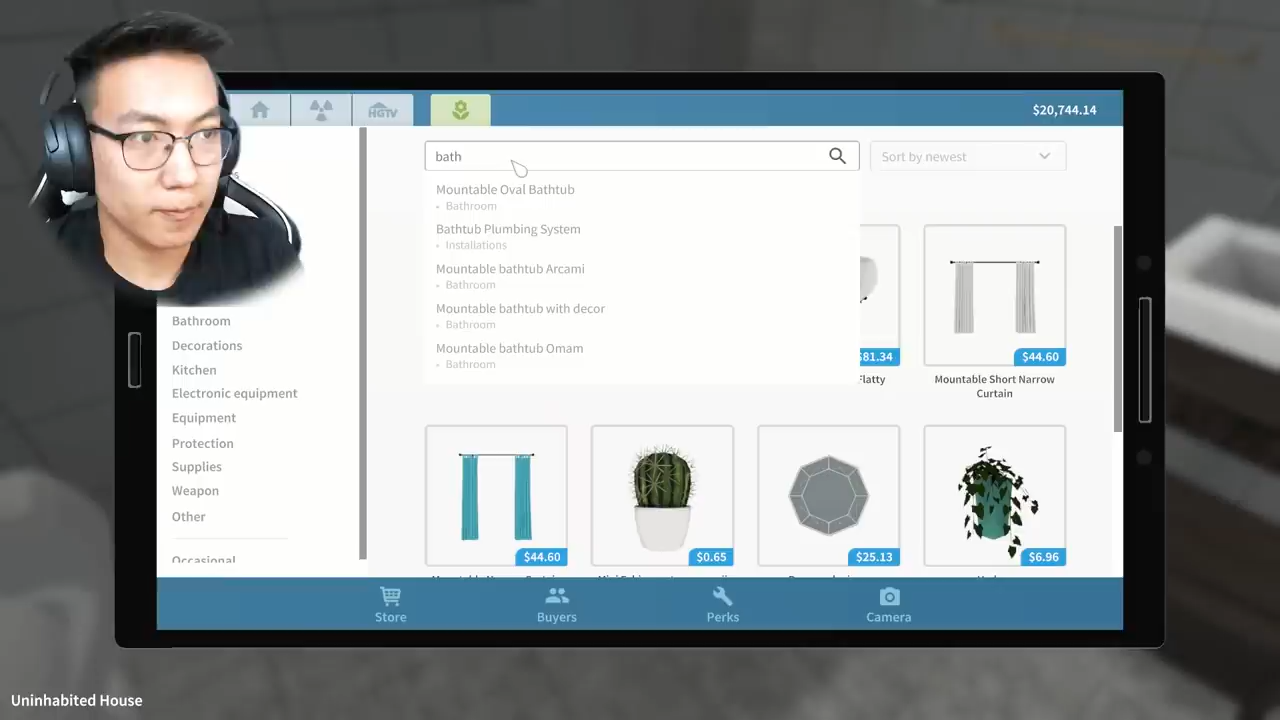 HGTV
$20,744.14
bath
Sort by newest
Mountable Oval Bathtub
Bathroom
Bathtub Plumbing System
Installations
Mountable bathtub Arcami
Bathroom
Mountable bathtub with decor
Bathroom
Mountable bathtub Omam
Bathroom
$81.34
Flatty
$44.60
Mountable Short Narrow
Curtain
Bathroom
Decorations
Kitchen
Electronic equipment
Equipment
Protection
Supplies
Weapon
Other
Occasional
$44.60
$0.65
$25.13
$6.96
Store
Buyers
Perks
Camera
Uninhabited House